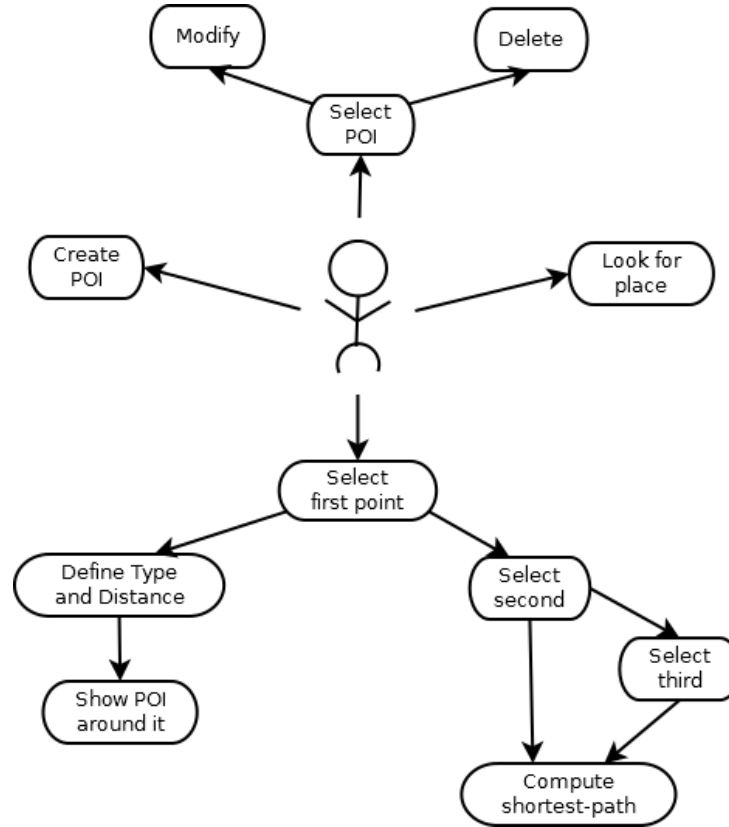 Modify
Delete
Select
POI
Create
POI
Look for
place
Select
first point
Define Type
and Distance
Select
second
Select
third
Show POI
around it
Compute
shortest-path